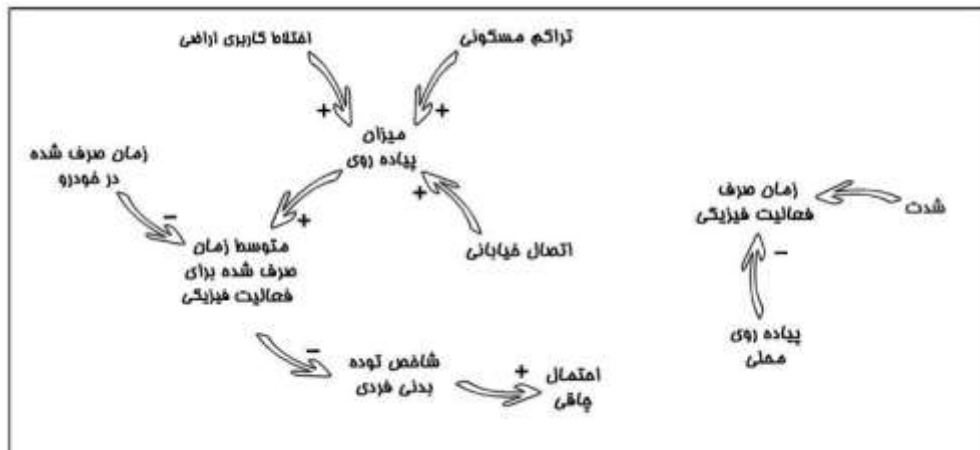 اختلاط کاربری اراضی
تراکم مسکونی
+
+
میزان
پیاده روی
زمان صرف شده
در خودرو
+
+
زمان صرف
فعالیت فیزیکی
شدت
−
متوسط زمان
صرف شده برای
فعالیت فیزیکی
اتصال خیابانی
−
پیاده روی
محلی
−
شاخص توده
بدنی فردی
+
احتمال
چاقی